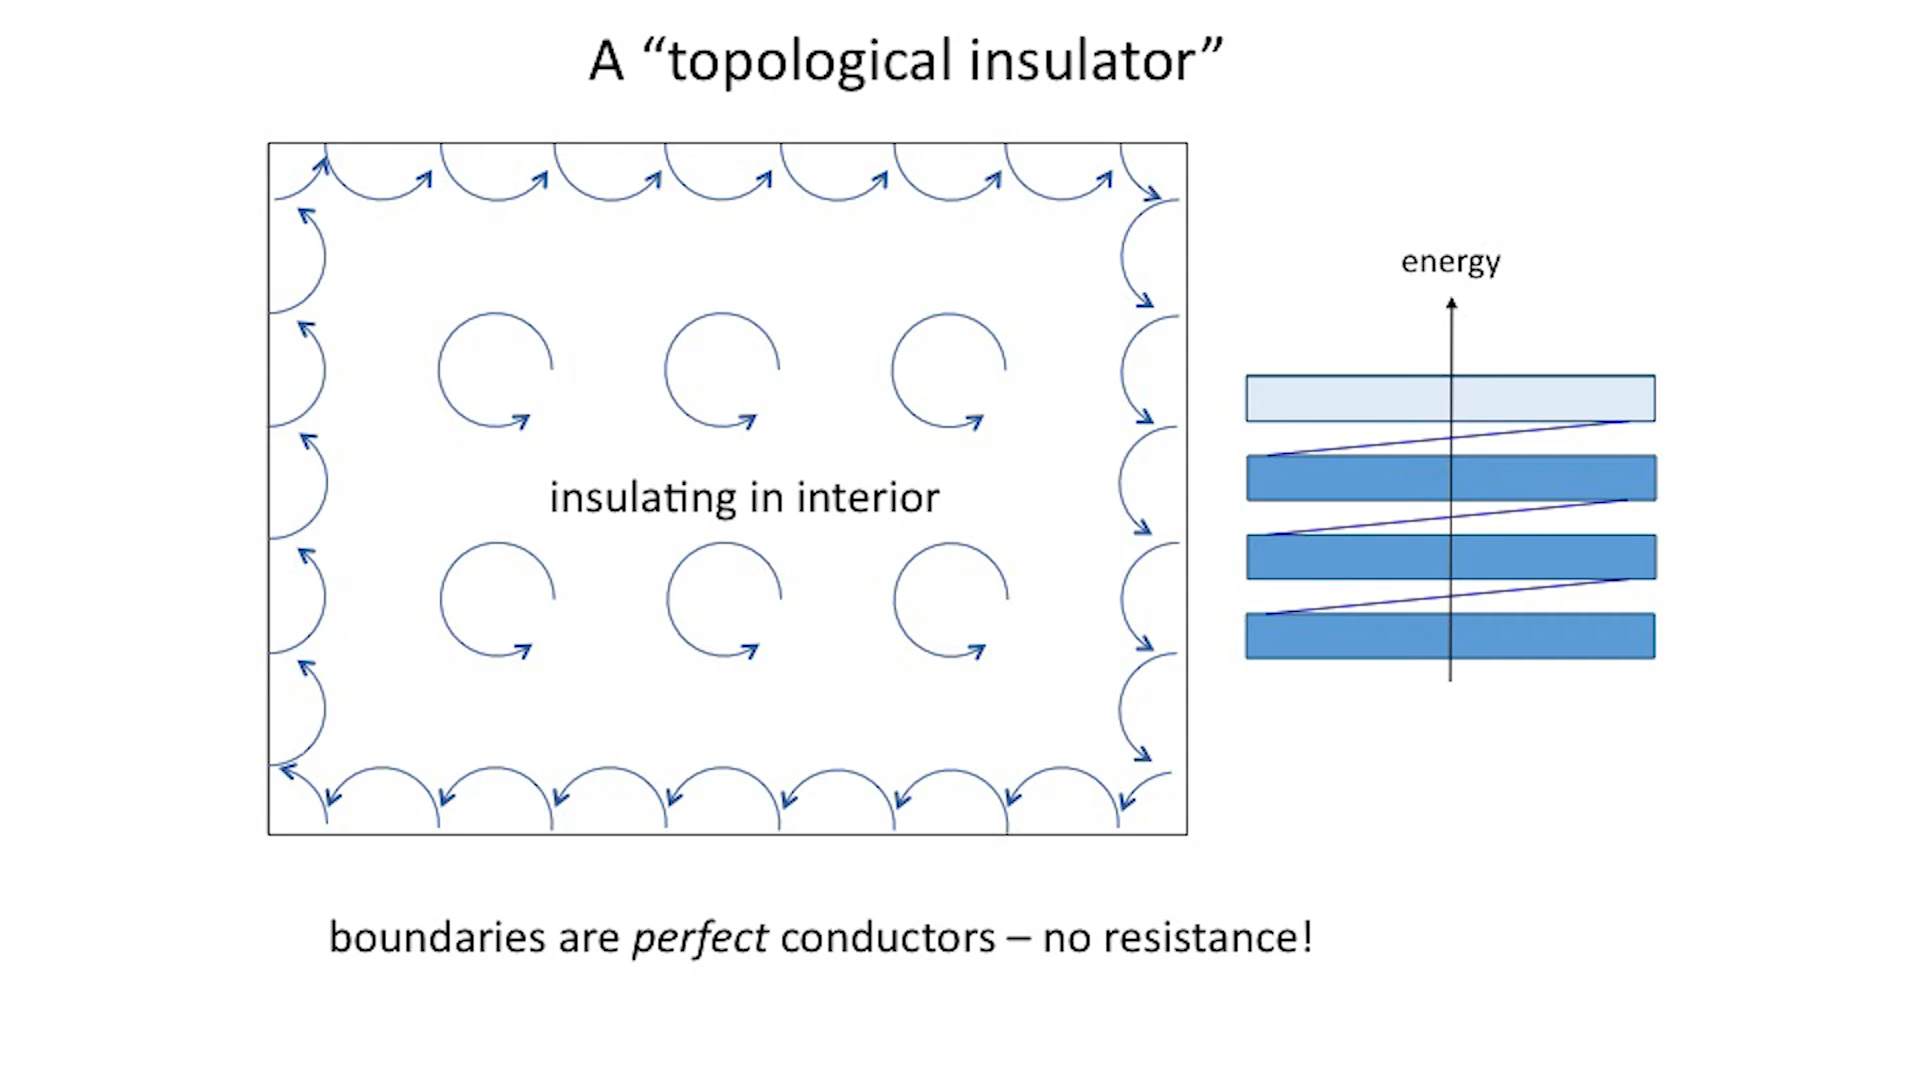 A “topological insulator”
energy
insulating in interior
boundaries are perfect conductors – no resistance!